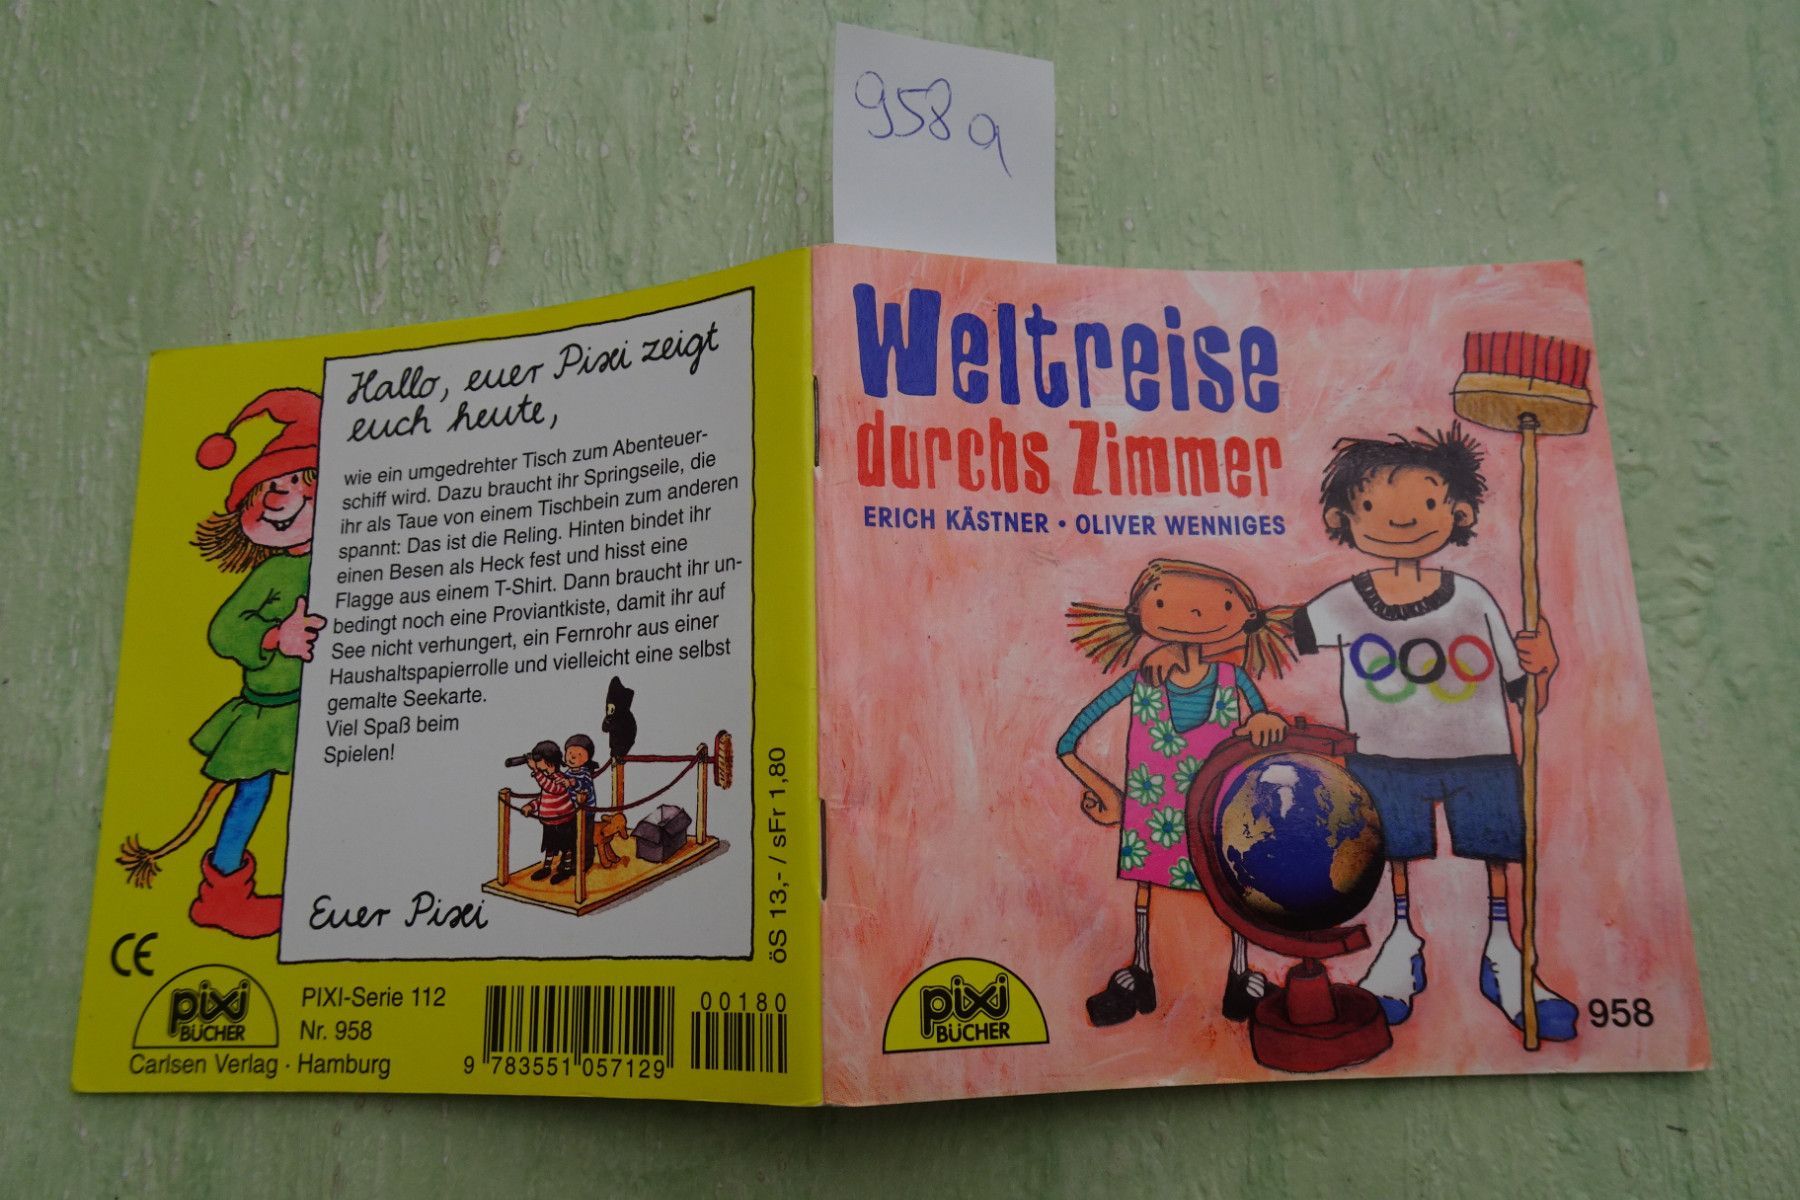 958 a
Hallo, euer Pixi zeigt
euch heute,
wie ein umgedrehter Tisch zum Abenteuer-
schiff wird. Dazu braucht ihr Springseile, die
ihr als Taue von einem Tischbein zum anderen
spannt: Das ist die Reling. Hinten bindet ihr
einen Besen als Heck fest und hisst eine
Flagge aus einem T-Shirt. Dann braucht ihr un-
bedingt noch eine Proviantkiste, damit ihr auf
See nicht verhungert, ein Fernrohr aus einer
Haushaltspapierrolle und vielleicht eine selbst
gemalte Seekarte.
Viel Spaß beim
Spielen!
Euer Pixi
öS 13,- / sFr 1,80
CE
pixi
BÜCHER
PIXI-Serie 112
Nr. 958
Carlsen Verlag · Hamburg
9 783551 057129
00180
Weltreise
durchs Zimmer
ERICH KÄSTNER · OLIVER WENNIGES
pixi
BÜCHER
958